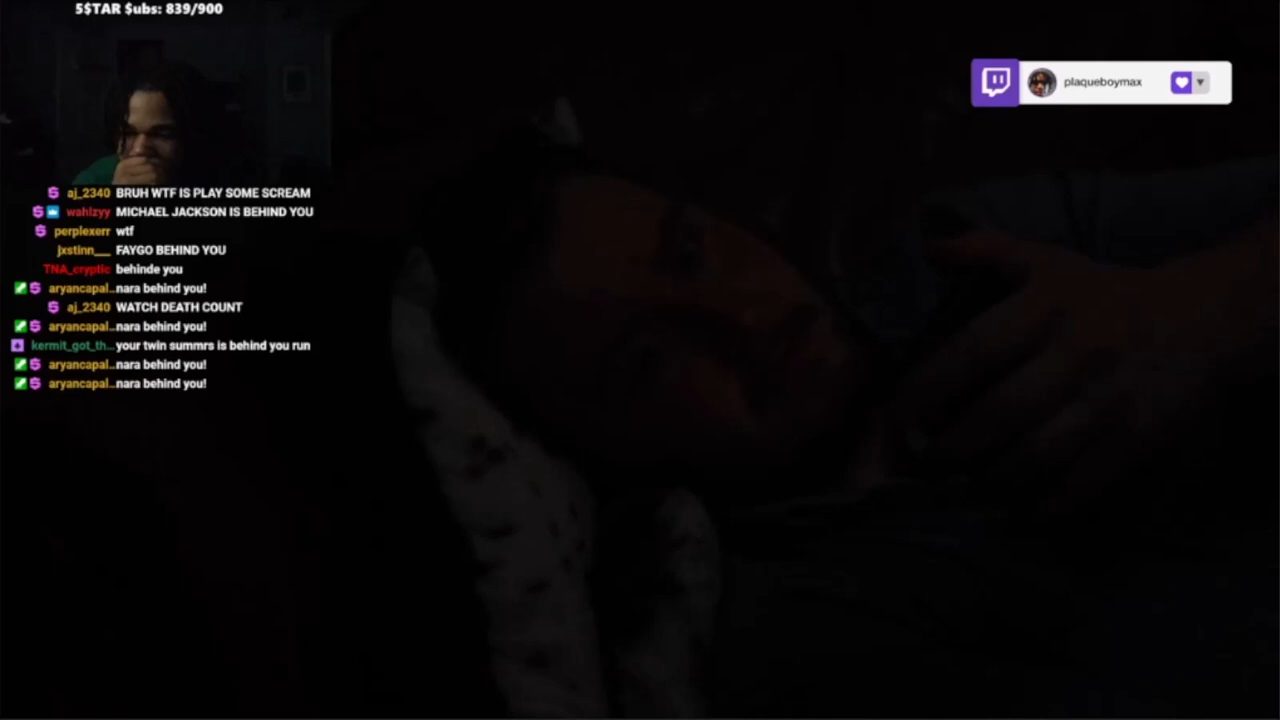 5$TAR $ubs: 839/900
plaqueboymax
aj_2340 BRUH WTF IS PLAY SOME SCREAM
wahlzyy MICHAEL JACKSON IS BEHIND YOU
perplexerr wtf
jxstinn___ FAYGO BEHIND YOU
TNA_cryptic behinde you
aryancapal...nara behind you!
aj_2340 WATCH DEATH COUNT
aryancapal...nara behind you!
kermit_got_th...your twin summrs is behind you run
aryancapal...nara behind you!
aryancapal...nara behind you!